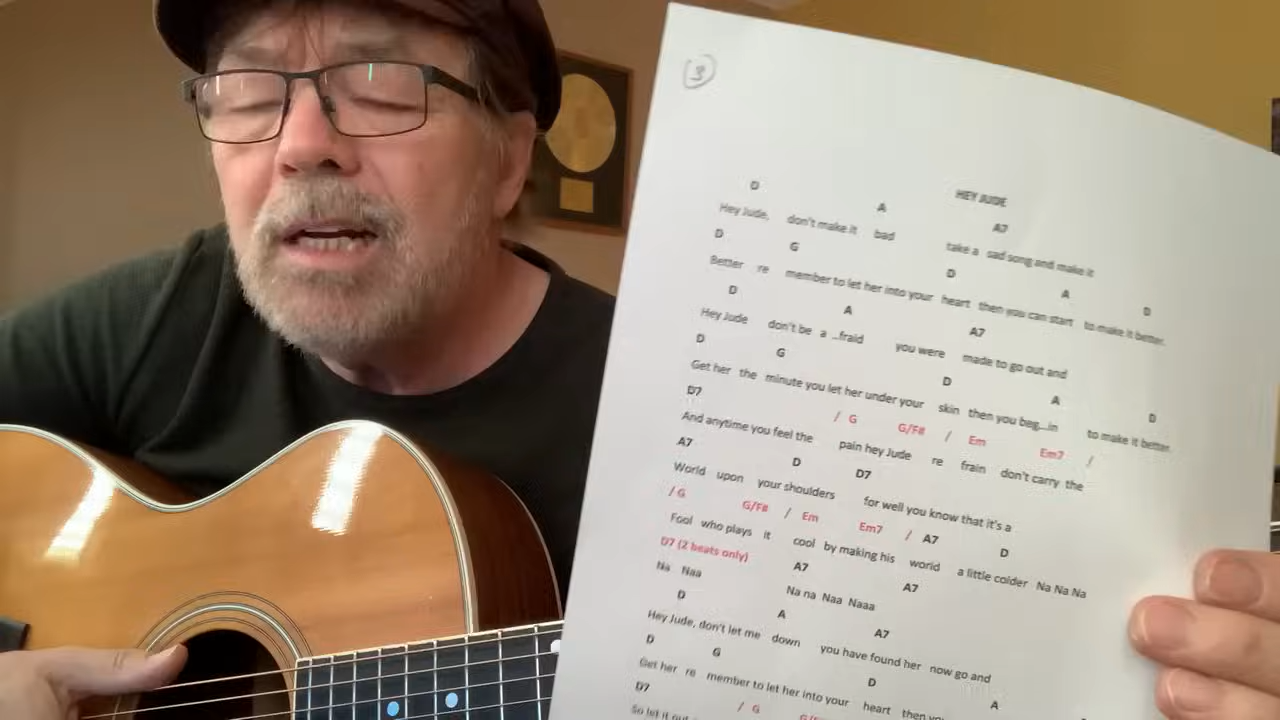 3
HEY JUDE
D A A7
Hey Jude, don't make it bad take a sad song and make it
D G D A D
Better re member to let her into your heart then you can start to make it better.
D A A7
Hey Jude don't be a ..fraid you were made to go out and
D G D A D
Get her the minute you let her under your skin then you beg...in to make it better.
D7 / G G/F# / Em Em7 /
And anytime you feel the pain hey Jude re frain don't carry the
A7 D D7
World upon your shoulders for well you know that it's a
/ G G/F# / Em Em7 / A7 D
Fool who plays it cool by making his world a little colder Na Na Na
D7 (2 beats only) A7 A7
Na Naa Na na Naa Naaa
D A A7
Hey Jude, don't let me down you have found her now go and
D G D A
Get her re member to let her into your heart then you
D7 / G
So let it out